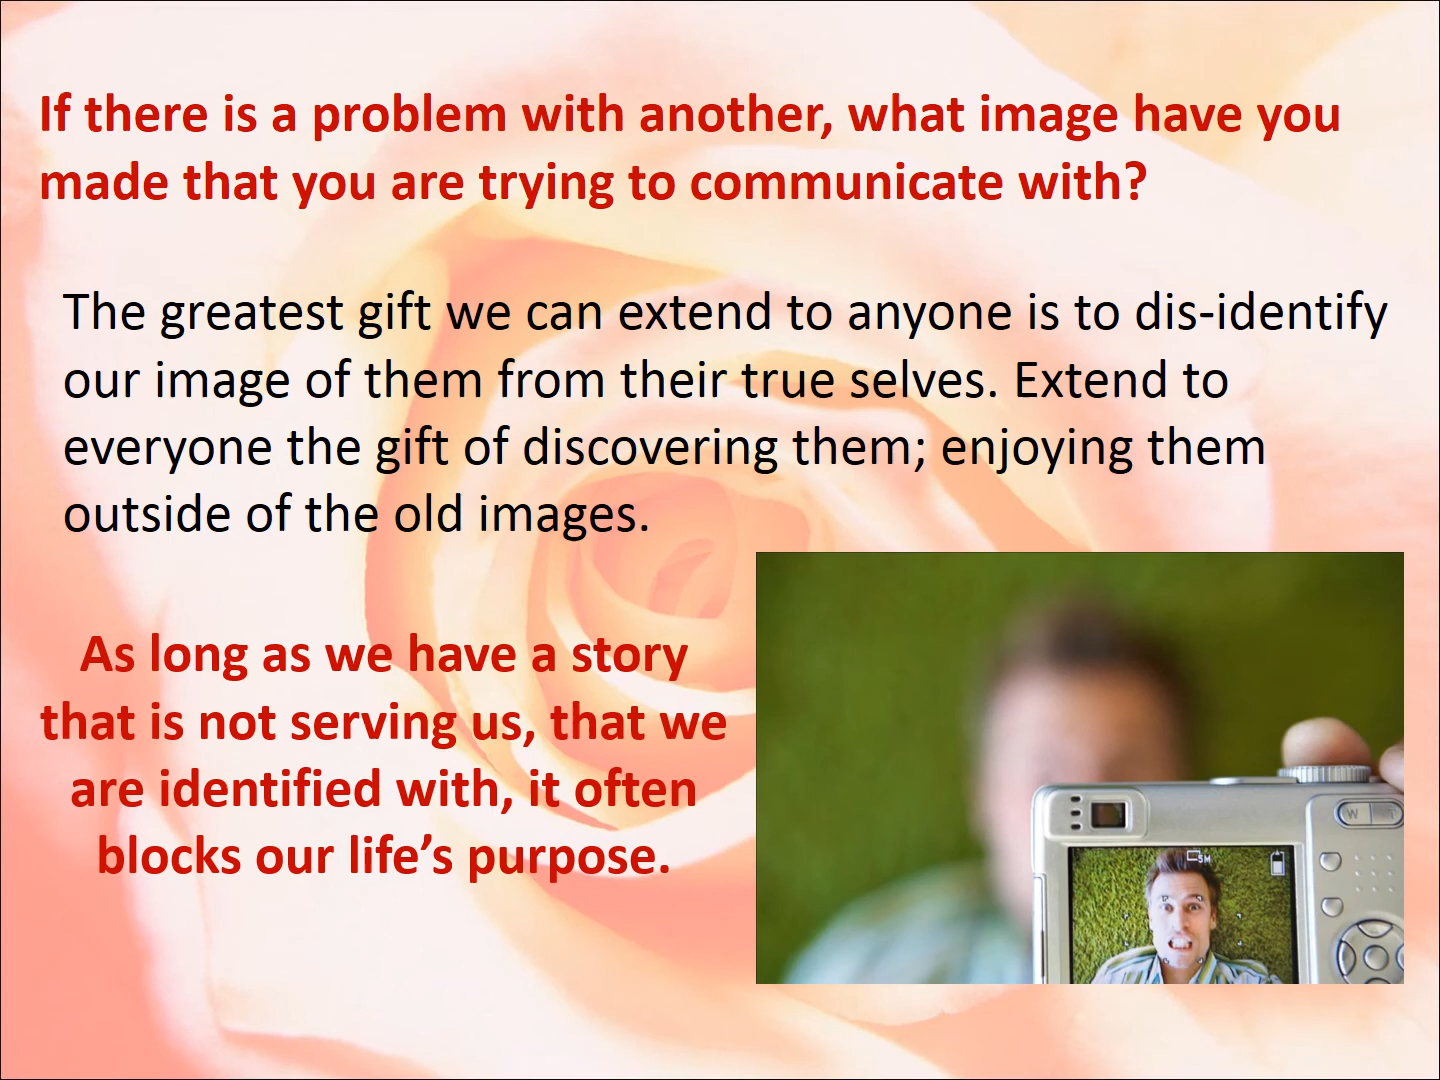 If there is a problem with another, what image have you
made that you are trying to communicate with?
The greatest gift we can extend to anyone is to dis-identify
our image of them from their true selves. Extend to
everyone the gift of discovering them; enjoying them
outside of the old images.
As long as we have a story
that is not serving us, that we
are identified with, it often
blocks our life’s purpose.
W T
5M